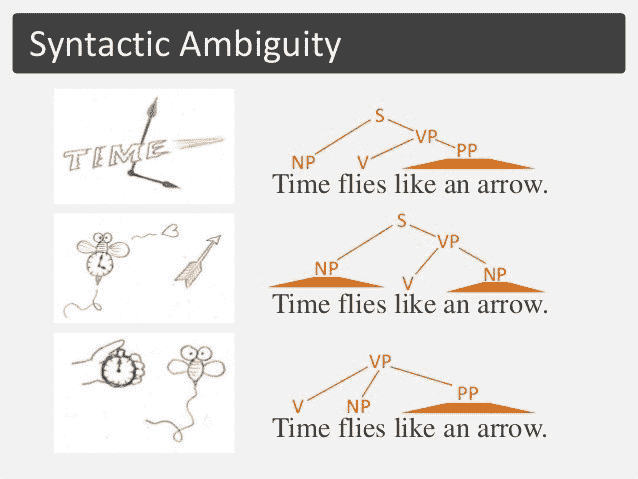 Syntactic Ambiguity
TIME
S
VP
NP V PP
Time flies like an arrow.
S
VP
NP V NP
Time flies like an arrow.
VP
V NP PP
Time flies like an arrow.